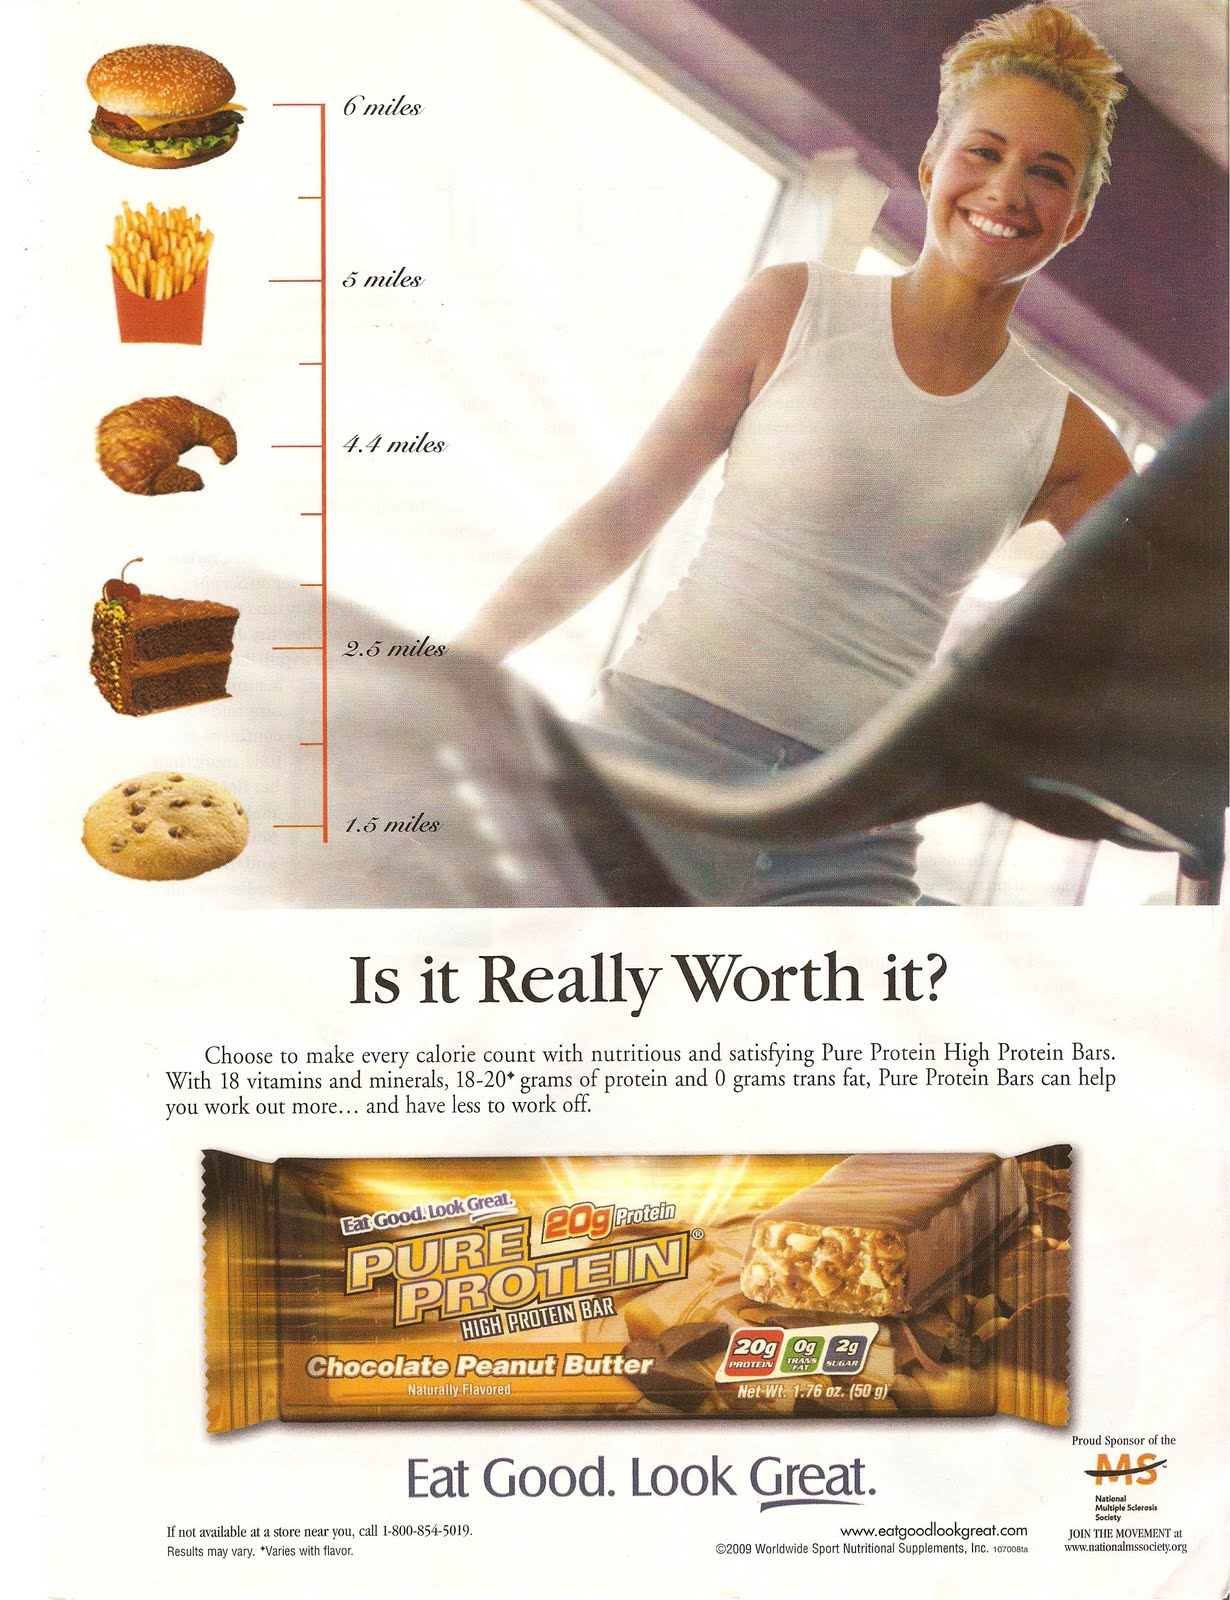 6 miles
5 miles
4.4 miles
2.5 miles
1.5 miles
Is it Really Worth it?
Choose to make every calorie count with nutritious and satisfying Pure Protein High Protein Bars.
With 18 vitamins and minerals, 18-20♦ grams of protein and 0 grams trans fat, Pure Protein Bars can help
you work out more... and have less to work off.
Eat Good. Look Great.
20g Protein
PURE
PROTEIN®
HIGH PROTEIN BAR
Chocolate Peanut Butter
Naturally Flavored
20g PROTEIN
0g TRANS FAT
2g SUGAR
Net Wt. 1.76 oz. (50 g)
Eat Good. Look Great.
Proud Sponsor of the
MS™
National
Multiple Sclerosis
Society
JOIN THE MOVEMENT at
www.nationalmssociety.org
If not available at a store near you, call 1-800-854-5019.
Results may vary. ♦Varies with flavor.
www.eatgoodlookgreat.com
©2009 Worldwide Sport Nutritional Supplements, Inc. 107008ta